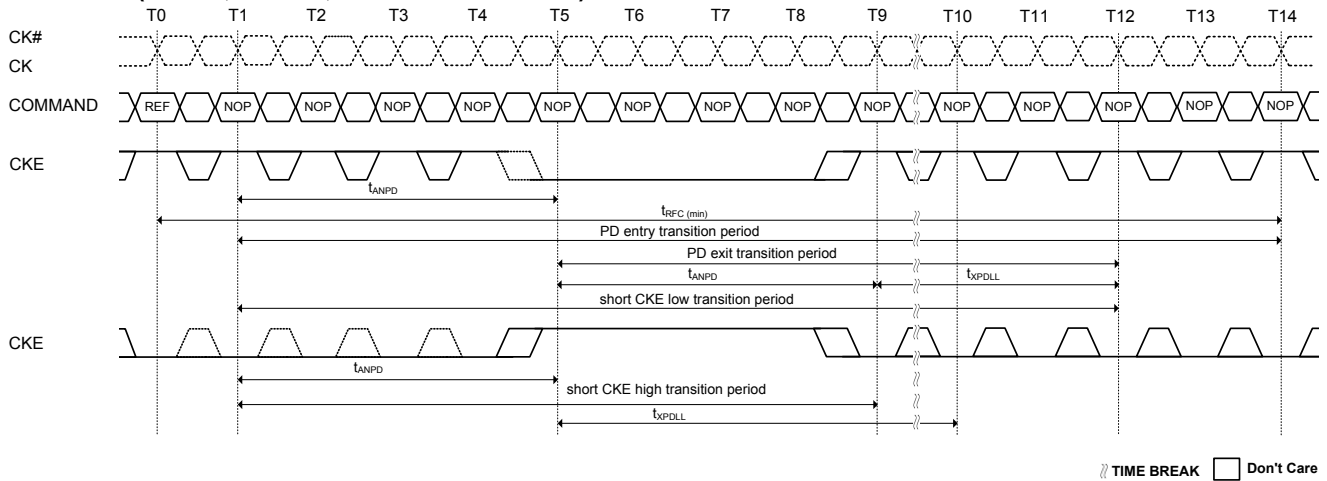 T0 T1 T2 T3 T4 T5 T6 T7 T8 T9 T10 T11 T12 T13 T14
CK#
CK
COMMAND REF NOP NOP NOP NOP NOP NOP NOP NOP NOP NOP NOP NOP NOP NOP
CKE
tANPD
tRFC (min)
PD entry transition period
PD exit transition period
tANPD tXPDLL
short CKE low transition period
CKE
tANPD
short CKE high transition period
tXPDLL
TIME BREAK Don't Care